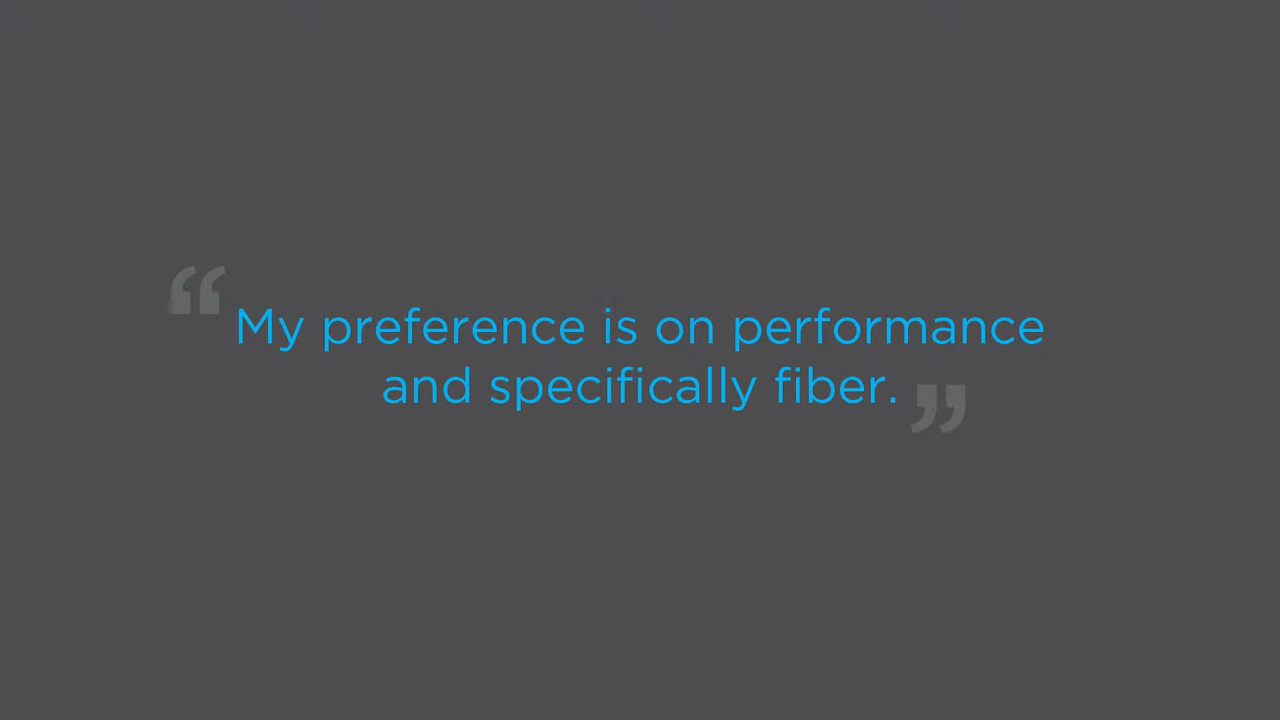 “My preference is on performance
and specifically fiber.”